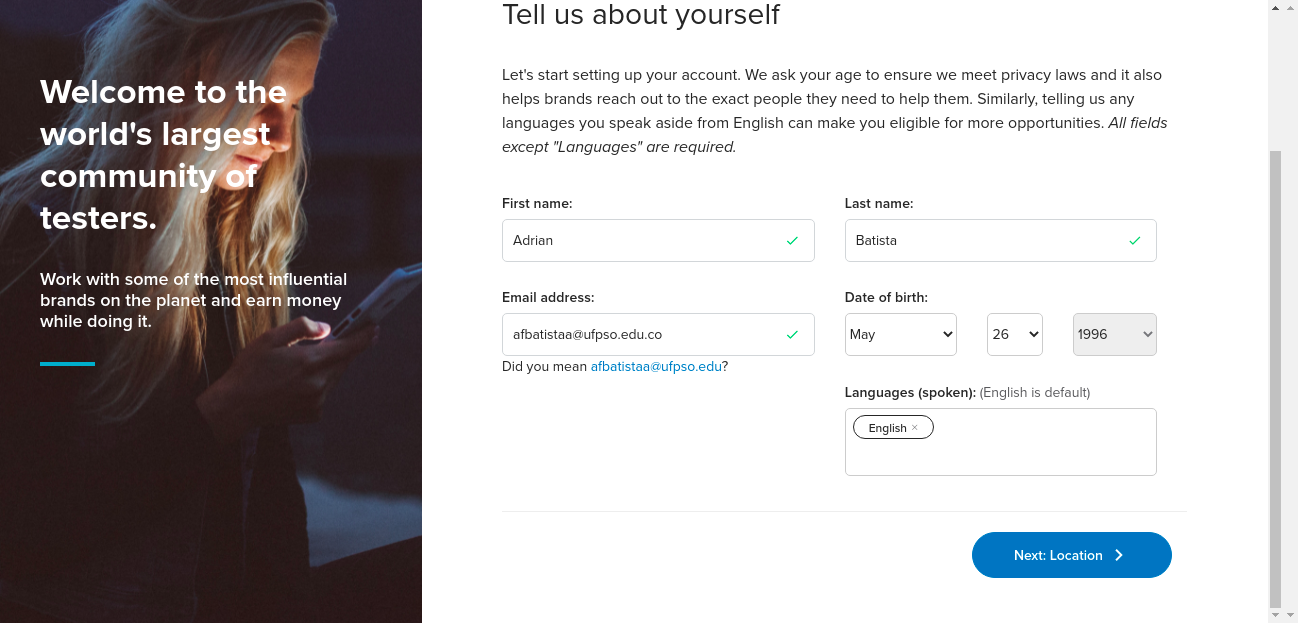 Welcome to the
world's largest
community of
testers.
Work with some of the most influential
brands on the planet and earn money
while doing it.
Tell us about yourself
Let's start setting up your account. We ask your age to ensure we meet privacy laws and it also
helps brands reach out to the exact people they need to help them. Similarly, telling us any
languages you speak aside from English can make you eligible for more opportunities. All fields
except "Languages" are required.
First name:
Adrian
Last name:
Batista
Email address:
afbatistaa@ufpso.edu.co
Did you mean afbatistaa@ufpso.edu?
Date of birth:
May 26 1996
Languages (spoken): (English is default)
English ×
Next: Location